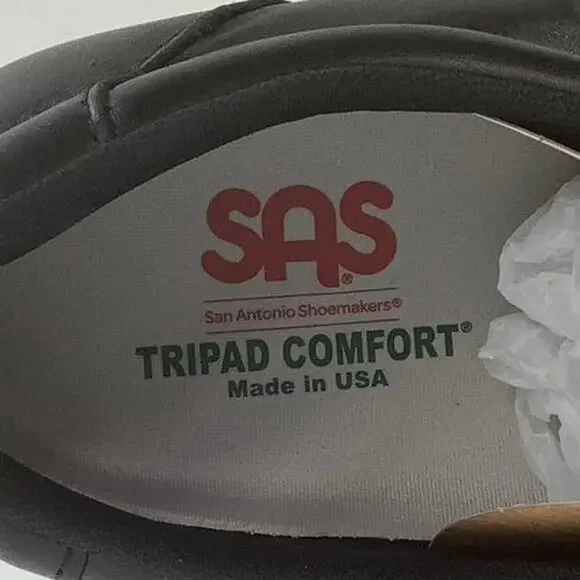 SAS®
San Antonio Shoemakers®
TRIPAD COMFORT®
Made in USA